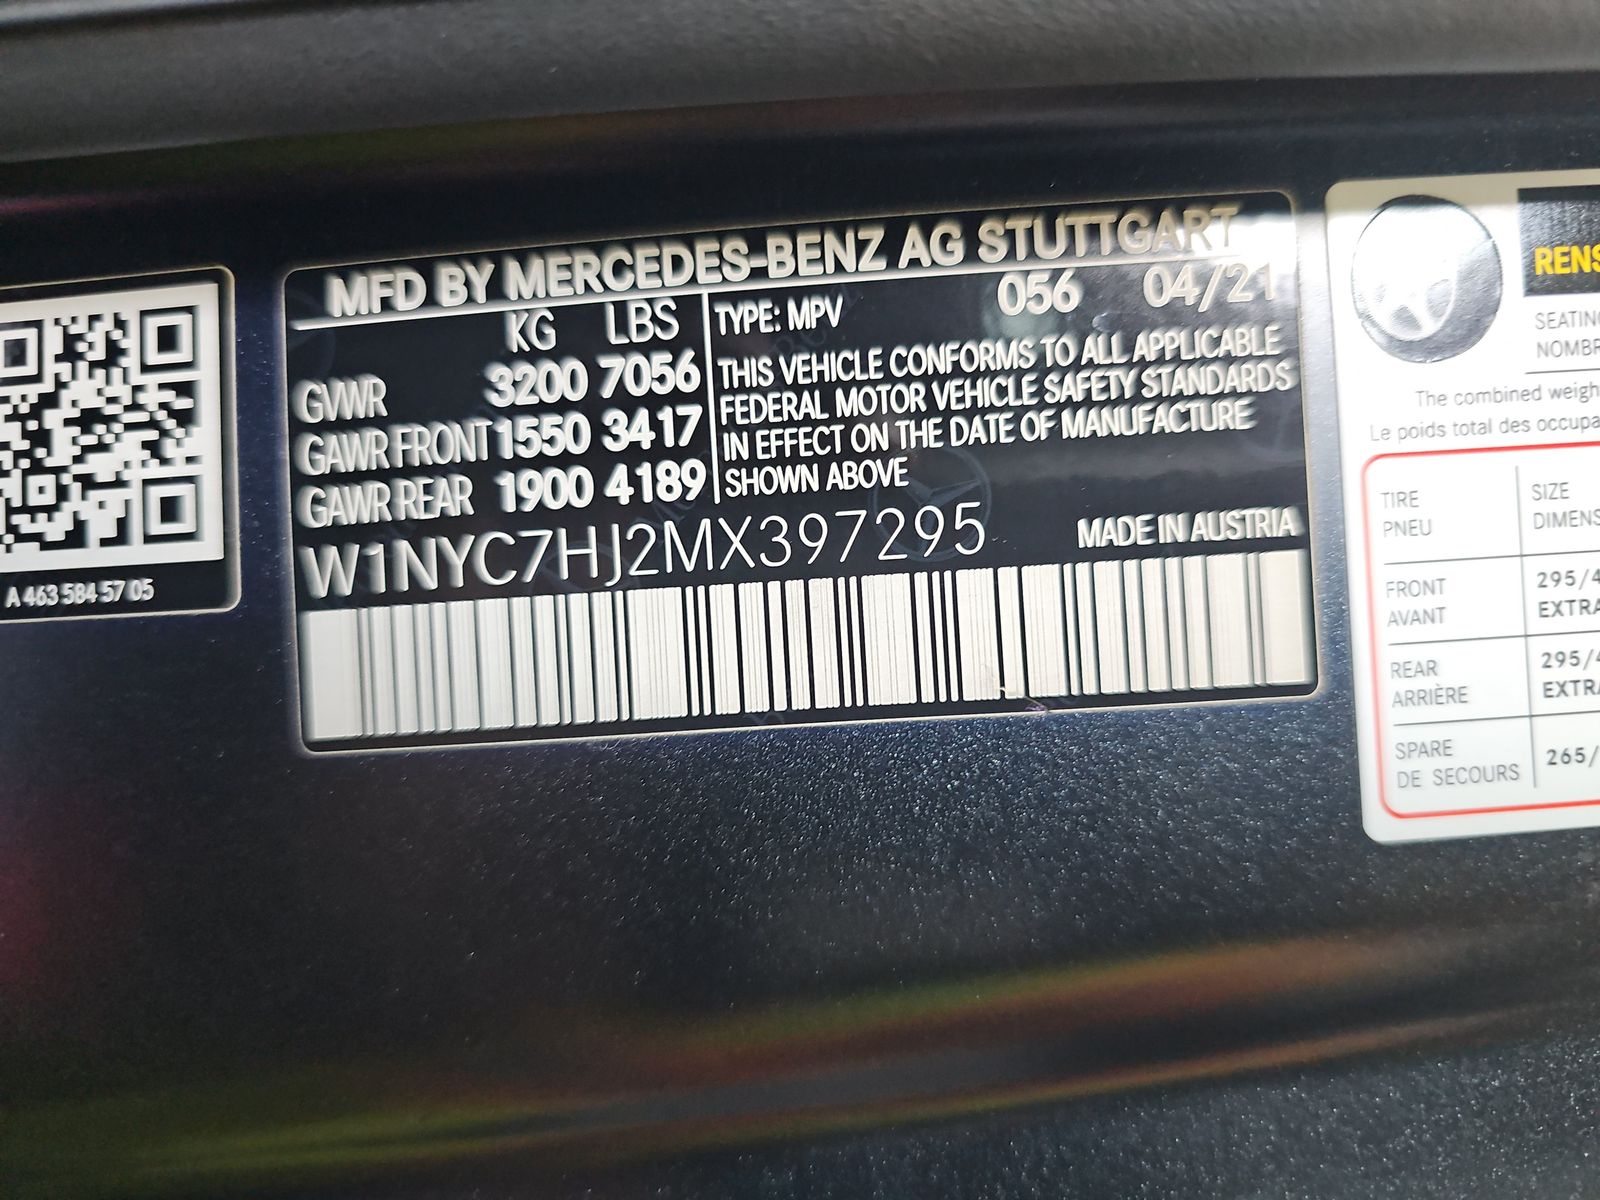 MFD BY MERCEDES-BENZ AG STUTTGART
KG LBS
GVWR 3200 7056
GAWR FRONT 1550 3417
GAWR REAR 1900 4189
TYPE: MPV 056 04/21
THIS VEHICLE CONFORMS TO ALL APPLICABLE
FEDERAL MOTOR VEHICLE SAFETY STANDARDS
IN EFFECT ON THE DATE OF MANUFACTURE
SHOWN ABOVE
W1NYC7HJ2MX397295
MADE IN AUSTRIA
A 463 584 57 05
RENS
SEATING
NOMBR
The combined weigh
Le poids total des occupa
TIRE
PNEU
SIZE
DIMENS
FRONT
AVANT
295/4
EXTRA
REAR
ARRIÈRE
295/4
EXTRA
SPARE
DE SECOURS
265/